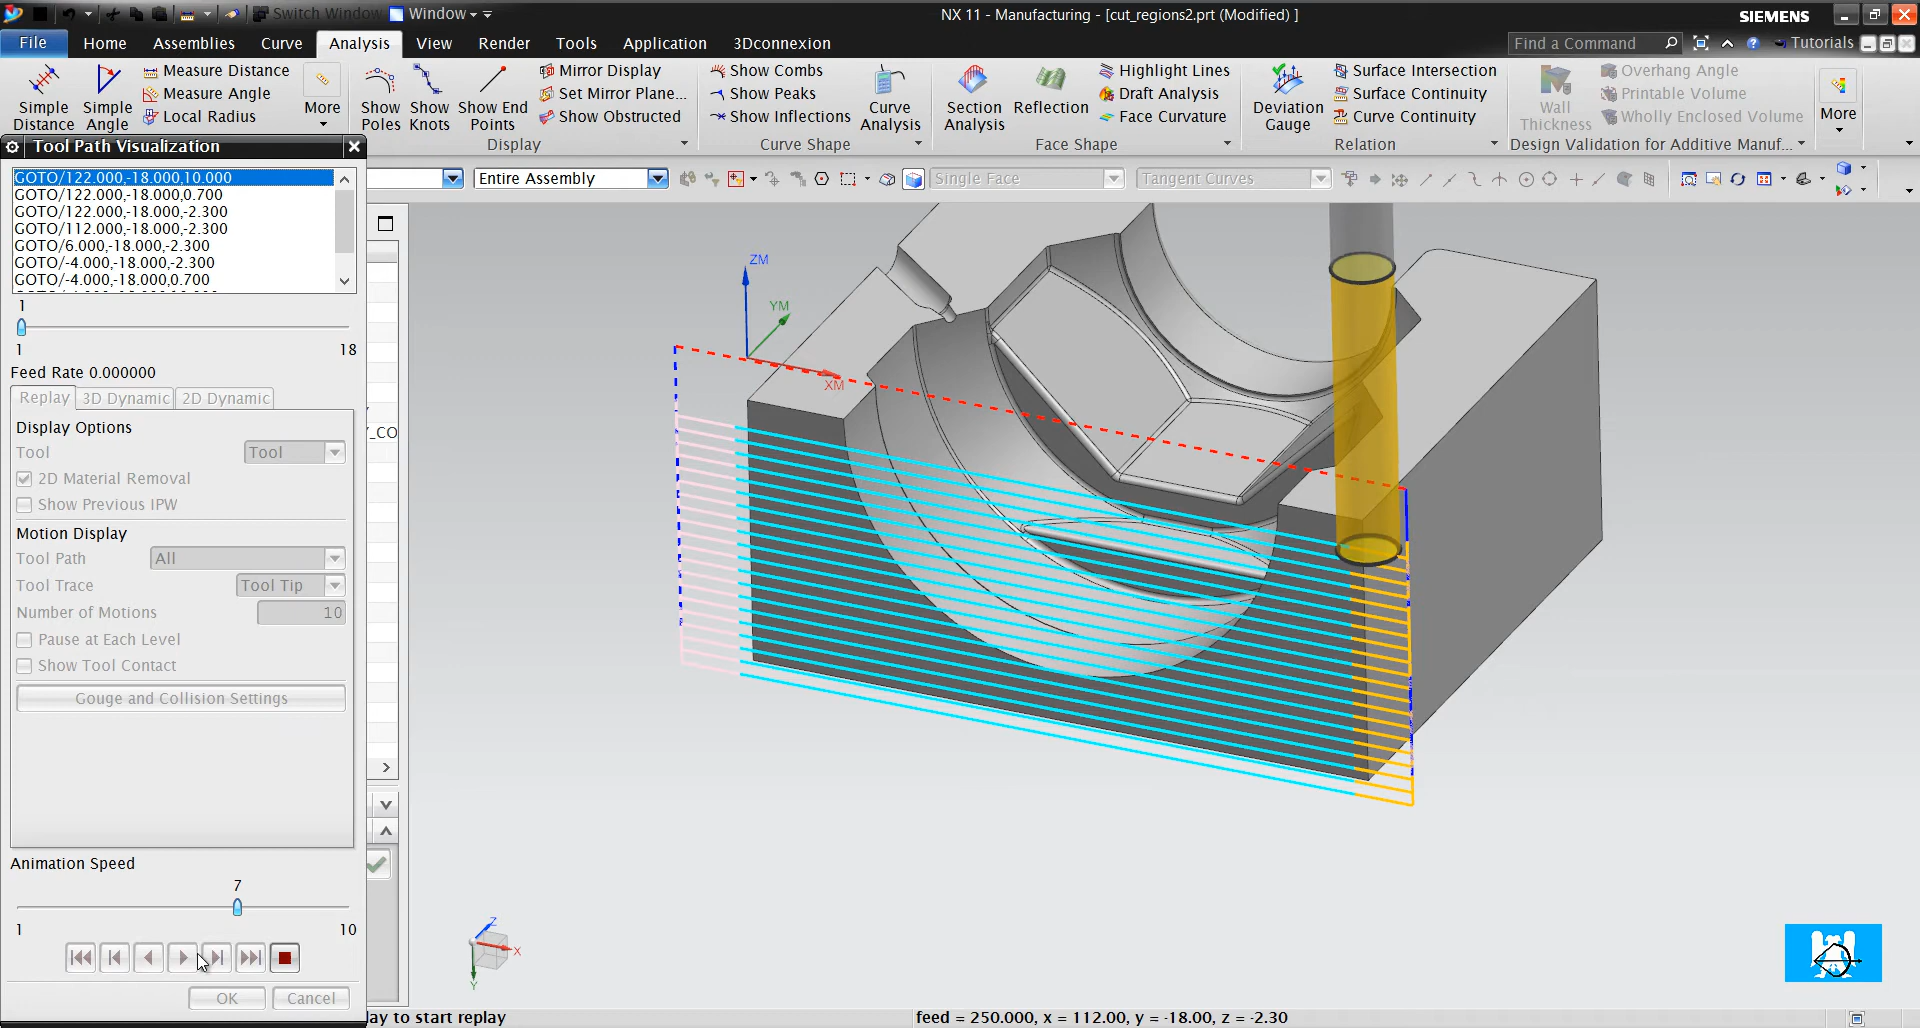 Switch Window Window
NX 11 - Manufacturing - [cut_regions2.prt (Modified) ]
SIEMENS
File Home Assemblies Curve Analysis View Render Tools Application 3Dconnexion
Find a Command
Tutorials
Simple Distance
Simple Angle
Measure Distance
Measure Angle
Local Radius
More
Show Poles
Show Knots
Show End Points
Mirror Display
Set Mirror Plane...
Show Obstructed
Display
Show Combs
Show Peaks
Show Inflections
Curve Analysis
Curve Shape
Section Analysis
Reflection
Highlight Lines
Draft Analysis
Face Curvature
Face Shape
Deviation Gauge
Surface Intersection
Surface Continuity
Curve Continuity
Relation
Wall Thickness
Overhang Angle
Printable Volume
Wholly Enclosed Volume
More
Design Validation for Additive Manuf...
Entire Assembly
Single Face
Tangent Curves
Tool Path Visualization
GOTO/122.000,-18.000,10.000
GOTO/122.000,-18.000,0.700
GOTO/122.000,-18.000,-2.300
GOTO/112.000,-18.000,-2.300
GOTO/6.000,-18.000,-2.300
GOTO/-4.000,-18.000,-2.300
GOTO/-4.000,-18.000,0.700
1
1 18
Feed Rate 0.000000
Replay 3D Dynamic 2D Dynamic
Display Options
Tool Tool
2D Material Removal
Show Previous IPW
Motion Display
Tool Path All
Tool Trace Tool Tip
Number of Motions 10
Pause at Each Level
Show Tool Contact
Gouge and Collision Settings
Animation Speed
7
1 10
OK Cancel
_CO
ZM
YM
XM
Z
X
Y
lay to start replay
feed = 250.000, x = 112.00, y = -18.00, z = -2.30